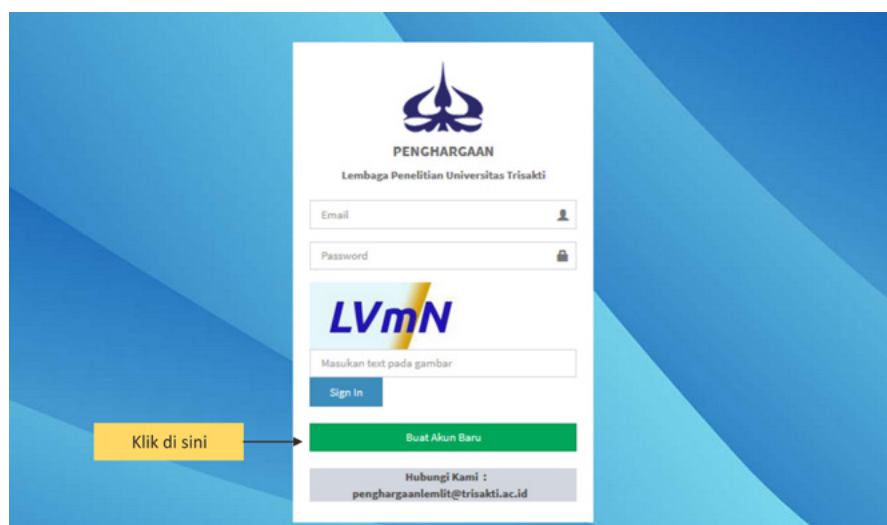 PENGHARGAAN
Lembaga Penelitian Universitas Trisakti
Email
Password
LVmN
Masukan text pada gambar
Sign In
Klik di sini
Buat Akun Baru
Hubungi Kami :
penghargaanlemlit@trisakti.ac.id